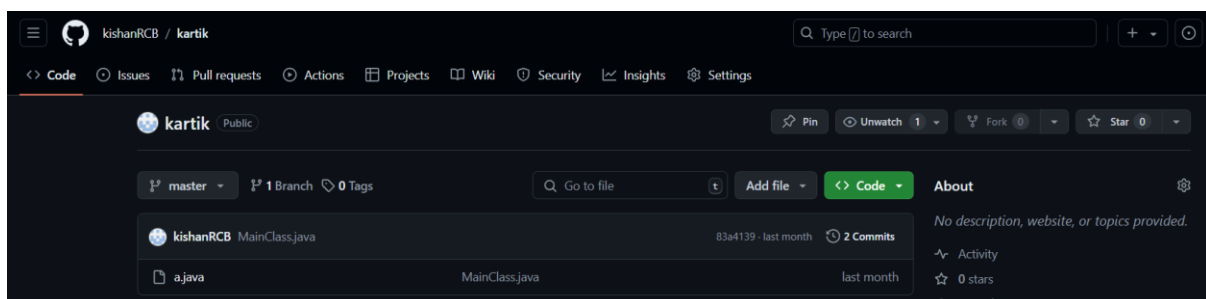 kishanRCB / kartik
Type / to search
<> Code Issues Pull requests Actions Projects Wiki Security Insights Settings
kartik Public
Pin Unwatch 1 Fork 0 Star 0
master 1 Branch 0 Tags Go to file t Add file <> Code
About
kishanRCB MainClass.java 83a4139 · last month 2 Commits
No description, website, or topics provided.
Activity
a.java MainClass.java last month
0 stars